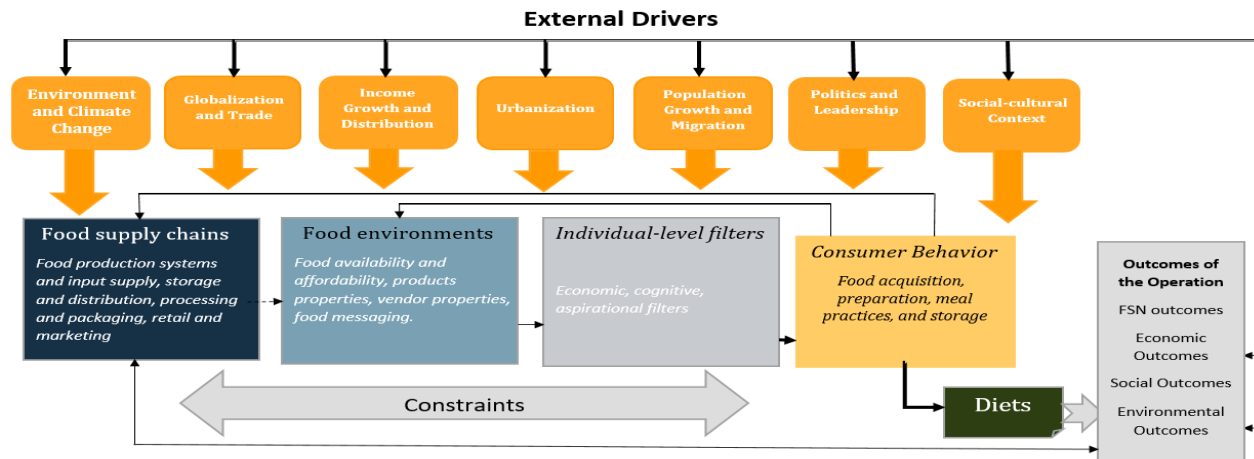 External Drivers
Environment
and Climate
Change
Globalization
and Trade
Income
Growth and
Distribution
Urbanization
Population
Growth and
Migration
Politics and
Leadership
Social-cultural
Context
Food supply chains
Food production systems
and input supply, storage
and distribution, processing
and packaging, retail and
marketing
Food environments
Food availability and
affordability, products
properties, vendor properties,
food messaging.
Individual-level filters
Economic, cognitive,
aspirational filters
Consumer Behavior
Food acquisition,
preparation, meal
practices, and storage
Outcomes of
the Operation
FSN outcomes
Economic
Outcomes
Social Outcomes
Environmental
Outcomes
Constraints
Diets